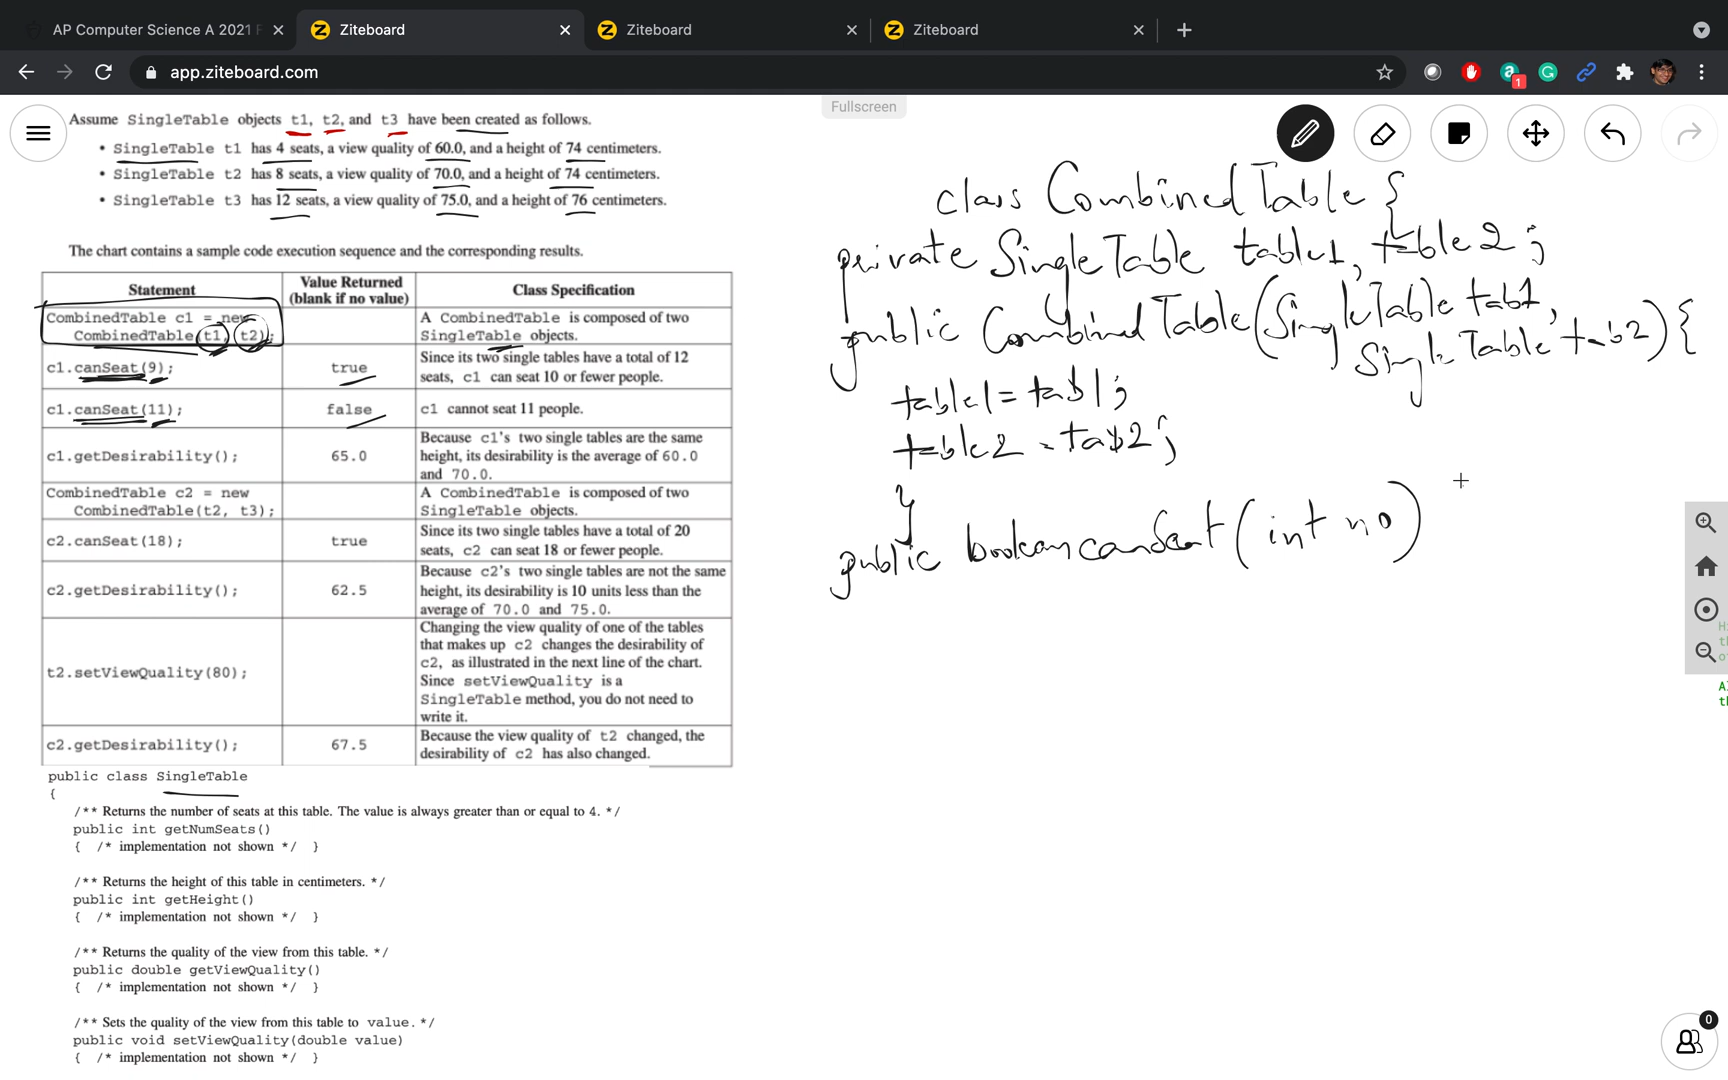 AP Computer Science A 2021 F
Ziteboard
Ziteboard
Ziteboard
app.ziteboard.com
1
Fullscreen
Assume SingleTable objects t1, t2, and t3 have been created as follows.
• SingleTable t1 has 4 seats, a view quality of 60.0, and a height of 74 centimeters.
• SingleTable t2 has 8 seats, a view quality of 70.0, and a height of 74 centimeters.
• SingleTable t3 has 12 seats, a view quality of 75.0, and a height of 76 centimeters.
The chart contains a sample code execution sequence and the corresponding results.
Statement
Value Returned
(blank if no value)
Class Specification
CombinedTable c1 = new
CombinedTable(t1, t2);
A CombinedTable is composed of two
SingleTable objects.
c1.canSeat(9);
true
Since its two single tables have a total of 12
seats, c1 can seat 10 or fewer people.
c1.canSeat(11);
false
c1 cannot seat 11 people.
c1.getDesirability();
65.0
Because c1's two single tables are the same
height, its desirability is the average of 60.0
and 70.0.
CombinedTable c2 = new
CombinedTable(t2, t3);
A CombinedTable is composed of two
SingleTable objects.
c2.canSeat(18);
true
Since its two single tables have a total of 20
seats, c2 can seat 18 or fewer people.
c2.getDesirability();
62.5
Because c2's two single tables are not the same
height, its desirability is 10 units less than the
average of 70.0 and 75.0.
t2.setViewQuality(80);
Changing the view quality of one of the tables
that makes up c2 changes the desirability of
c2, as illustrated in the next line of the chart.
Since setViewQuality is a
SingleTable method, you do not need to
write it.
c2.getDesirability();
67.5
Because the view quality of t2 changed, the
desirability of c2 has also changed.
public class SingleTable
{
/** Returns the number of seats at this table. The value is always greater than or equal to 4. */
public int getNumSeats()
{ /* implementation not shown */ }
/** Returns the height of this table in centimeters. */
public int getHeight()
{ /* implementation not shown */ }
/** Returns the quality of the view from this table. */
public double getViewQuality()
{ /* implementation not shown */ }
/** Sets the quality of the view from this table to value. */
public void setViewQuality(double value)
{ /* implementation not shown */ }
class CombinedTable {
private SingleTable table1, table2;
public CombinedTable(SingleTable tab1,
SingleTable tab2) {
table1 = tab1;
table2 = tab2;
}
public boolean canSeat(int no)
0